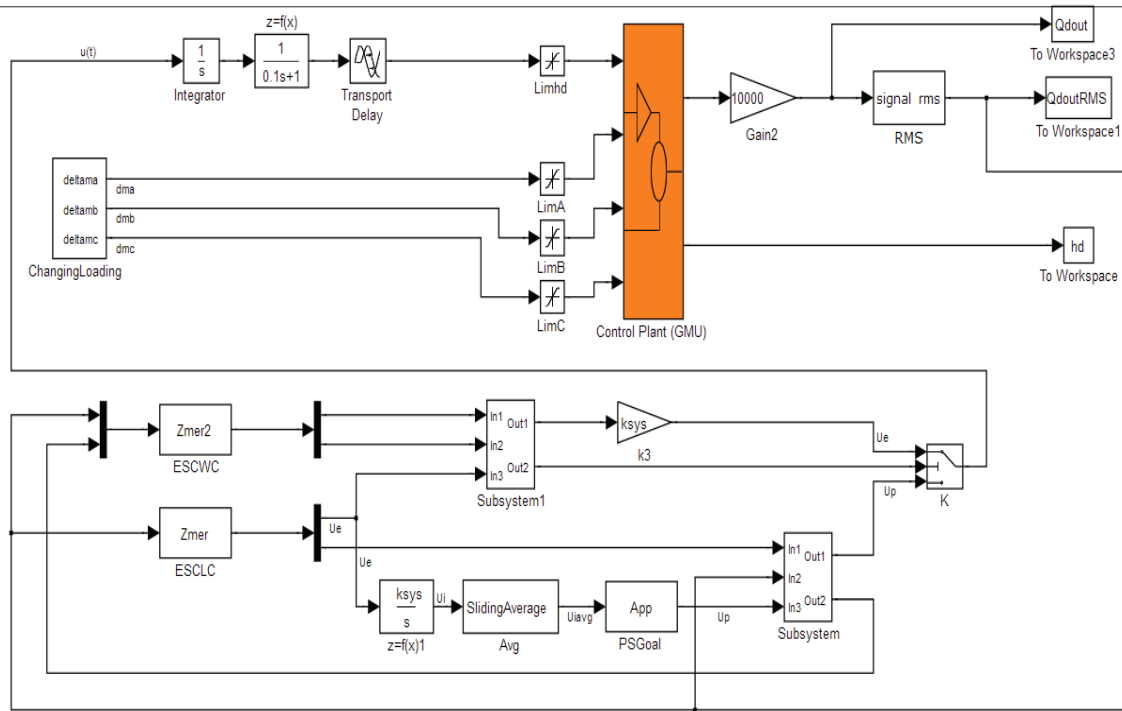 u(t)
1
s
Integrator
z=f(x)
1
0.1s+1
Transport
Delay
Limhd
10000
Gain2
signal rms
RMS
Qdout
To Workspace3
QdoutRMS
To Workspace1
deltama
deltamb
deltamc
dma
dmb
dmc
ChangingLoading
LimA
LimB
LimC
Control Plant (GMU)
hd
To Workspace
Zmer2
ESCWC
In1
In2
In3
Out1
Out2
Subsystem1
ksys
k3
Ue
Up
K
Zmer
ESCLC
Ue
Ue
ksys
s
z=f(x)1
Ui
SlidingAverage
Avg
Uiavg
App
PSGoal
Up
In1
In2
In3
Out1
Out2
Subsystem